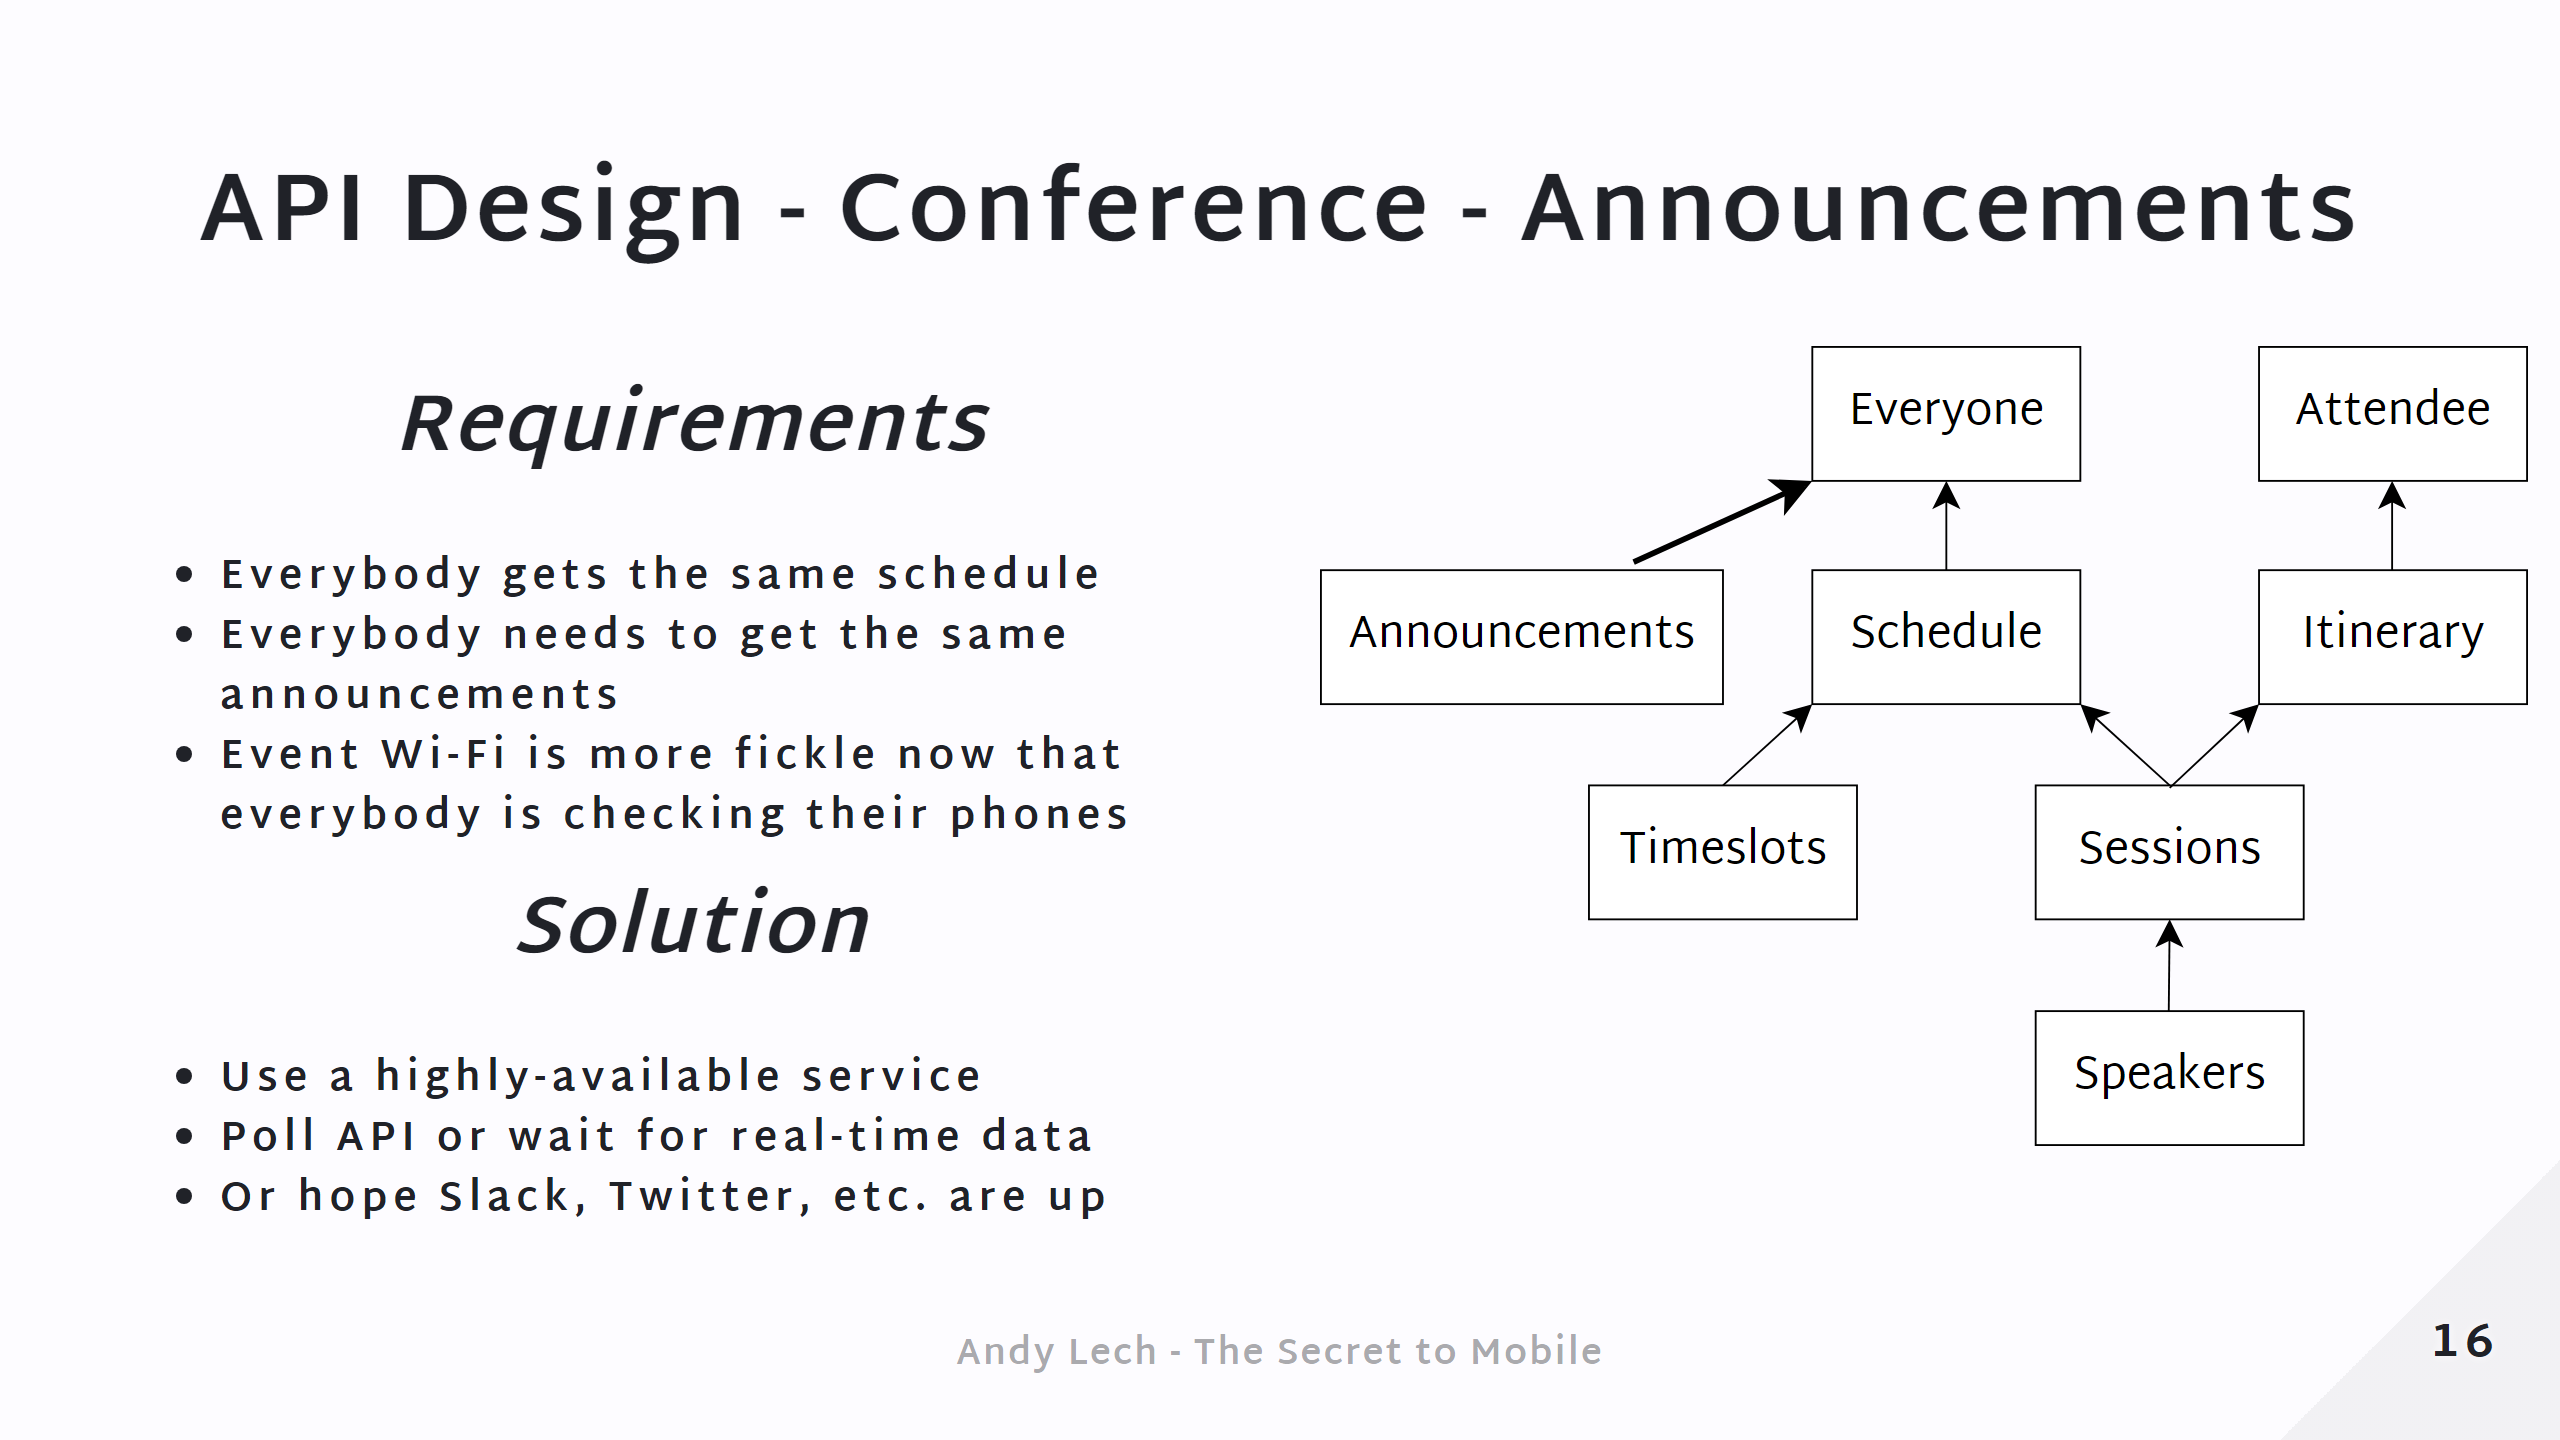 API Design - Conference - Announcements
Requirements
Everybody gets the same schedule
Everybody needs to get the same
announcements
Event Wi-Fi is more fickle now that
everybody is checking their phones
Solution
Use a highly-available service
Poll API or wait for real-time data
Or hope Slack, Twitter, etc. are up
Everyone
Attendee
Announcements
Schedule
Itinerary
Timeslots
Sessions
Speakers
Andy Lech - The Secret to Mobile
16